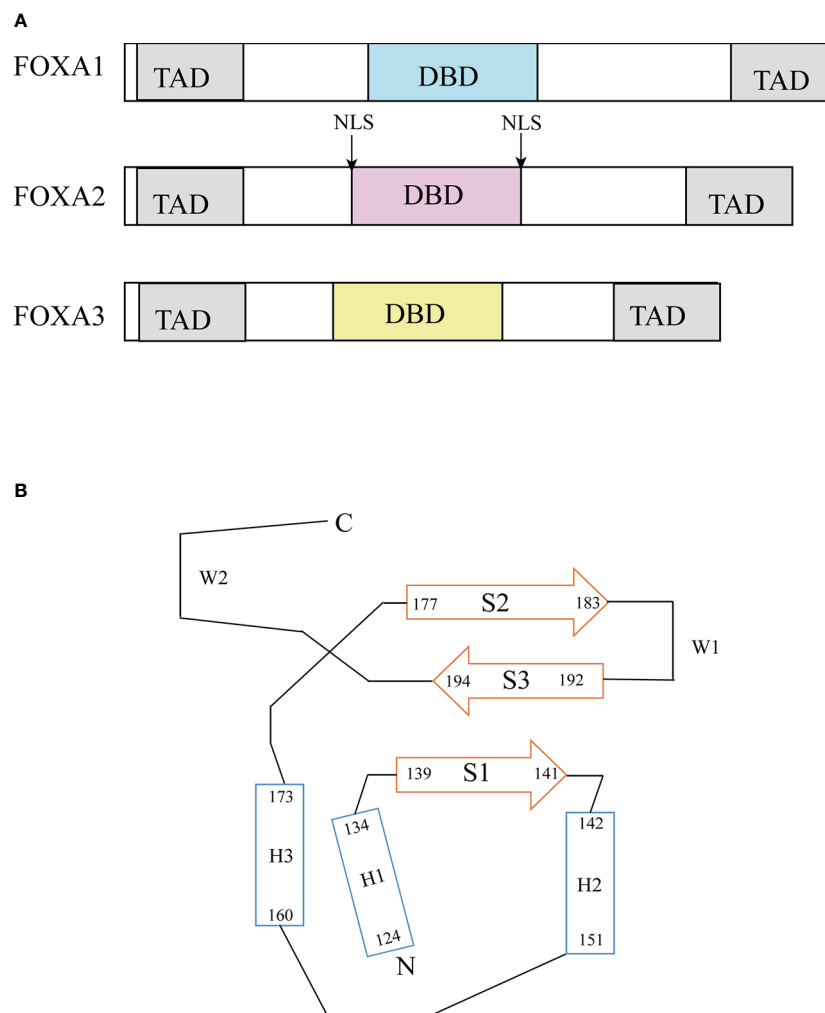 A
FOXA1 TAD DBD TAD
NLS NLS
FOXA2 TAD DBD TAD
FOXA3 TAD DBD TAD
B
C
W2
177 S2 183
W1
194 S3 192
139 S1 141
173
134
142
H3
H1
H2
160
124
151
N